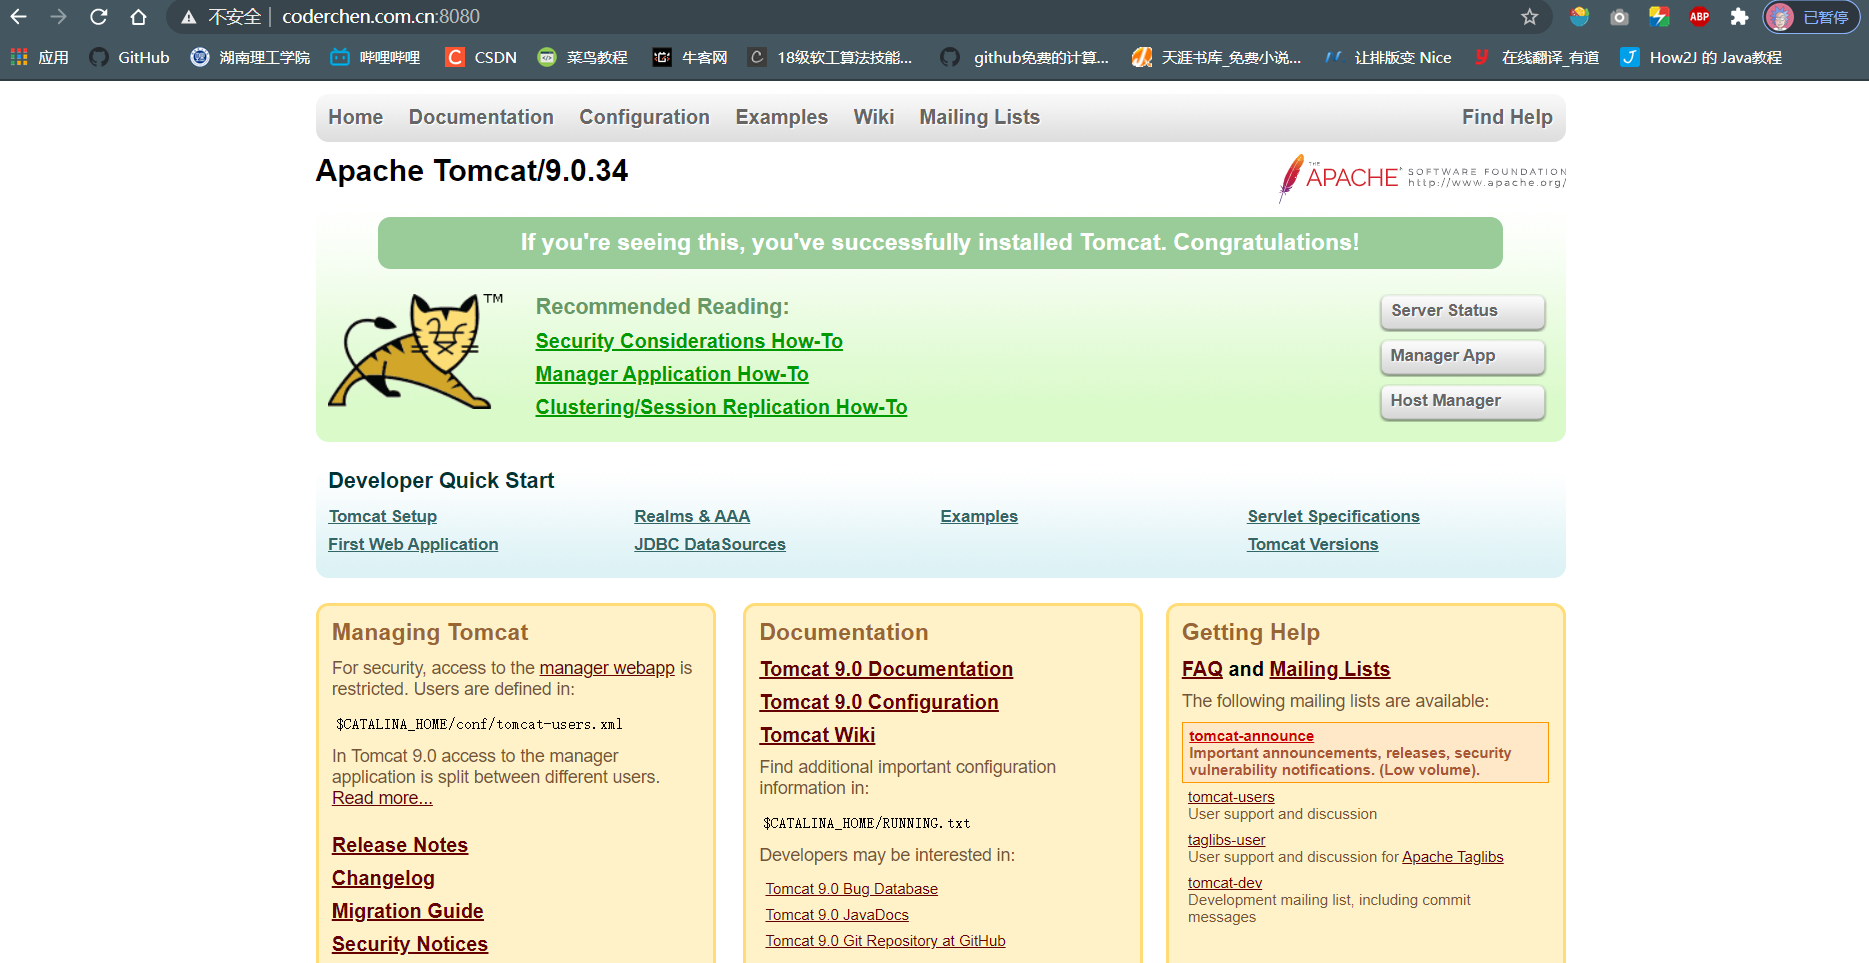 不安全 coderchen.com.cn:8080 ABP 已暂停
应用 GitHub 湖南理工学院 哔哩哔哩 C CSDN 菜鸟教程 牛客网 C 18级软工算法技能... github免费的计算... 天涯书库_免费小说... 让排版变 Nice y 在线翻译_有道 J How2J 的 Java教程
Home Documentation Configuration Examples Wiki Mailing Lists Find Help
Apache Tomcat/9.0.34
THE APACHE SOFTWARE FOUNDATION
http://www.apache.org/
If you're seeing this, you've successfully installed Tomcat. Congratulations!
TM
Recommended Reading:
Security Considerations How-To
Manager Application How-To
Clustering/Session Replication How-To
Server Status
Manager App
Host Manager
Developer Quick Start
Tomcat Setup
First Web Application
Realms & AAA
JDBC DataSources
Examples
Servlet Specifications
Tomcat Versions
Managing Tomcat
For security, access to the manager webapp is
restricted. Users are defined in:
$CATALINA_HOME/conf/tomcat-users.xml
In Tomcat 9.0 access to the manager
application is split between different users.
Read more...
Release Notes
Changelog
Migration Guide
Security Notices
Documentation
Tomcat 9.0 Documentation
Tomcat 9.0 Configuration
Tomcat Wiki
Find additional important configuration
information in:
$CATALINA_HOME/RUNNING.txt
Developers may be interested in:
Tomcat 9.0 Bug Database
Tomcat 9.0 JavaDocs
Tomcat 9.0 Git Repository at GitHub
Getting Help
FAQ and Mailing Lists
The following mailing lists are available:
tomcat-announce
Important announcements, releases, security
vulnerability notifications. (Low volume).
tomcat-users
User support and discussion
taglibs-user
User support and discussion for Apache Taglibs
tomcat-dev
Development mailing list, including commit
messages